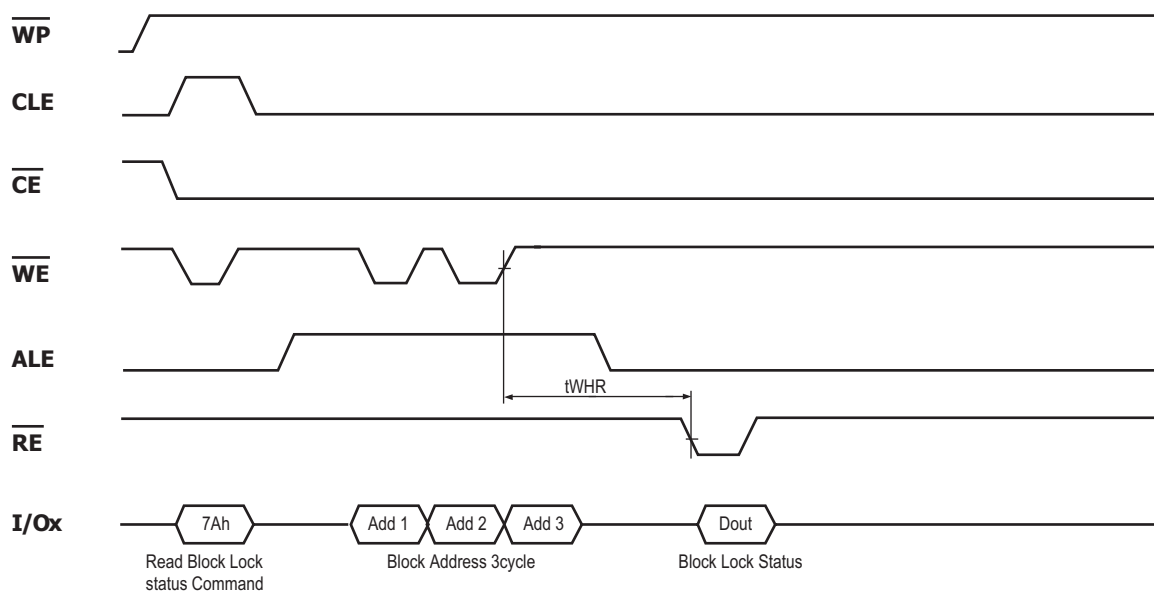 WP
CLE
CE
WE
ALE
tWHR
RE
I/Ox
7Ah
Add 1
Add 2
Add 3
Dout
Read Block Lock
status Command
Block Address 3cycle
Block Lock Status